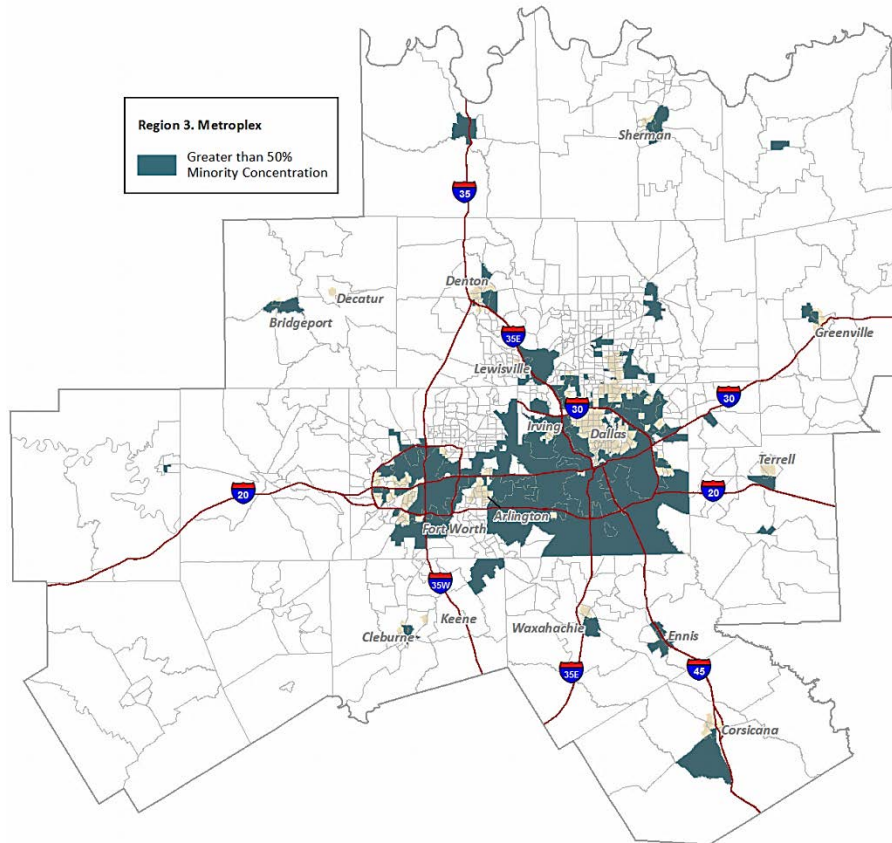 Region 3. Metroplex
Greater than 50%
Minority Concentration
Sherman
35
Denton
Decatur
Bridgeport
35E
Greenville
Lewisville
30
30
Irving
Dallas
Terrell
20
20
Arlington
Fort Worth
35W
Keene
Waxahachie
Ennis
Cleburne
35E
45
Corsicana